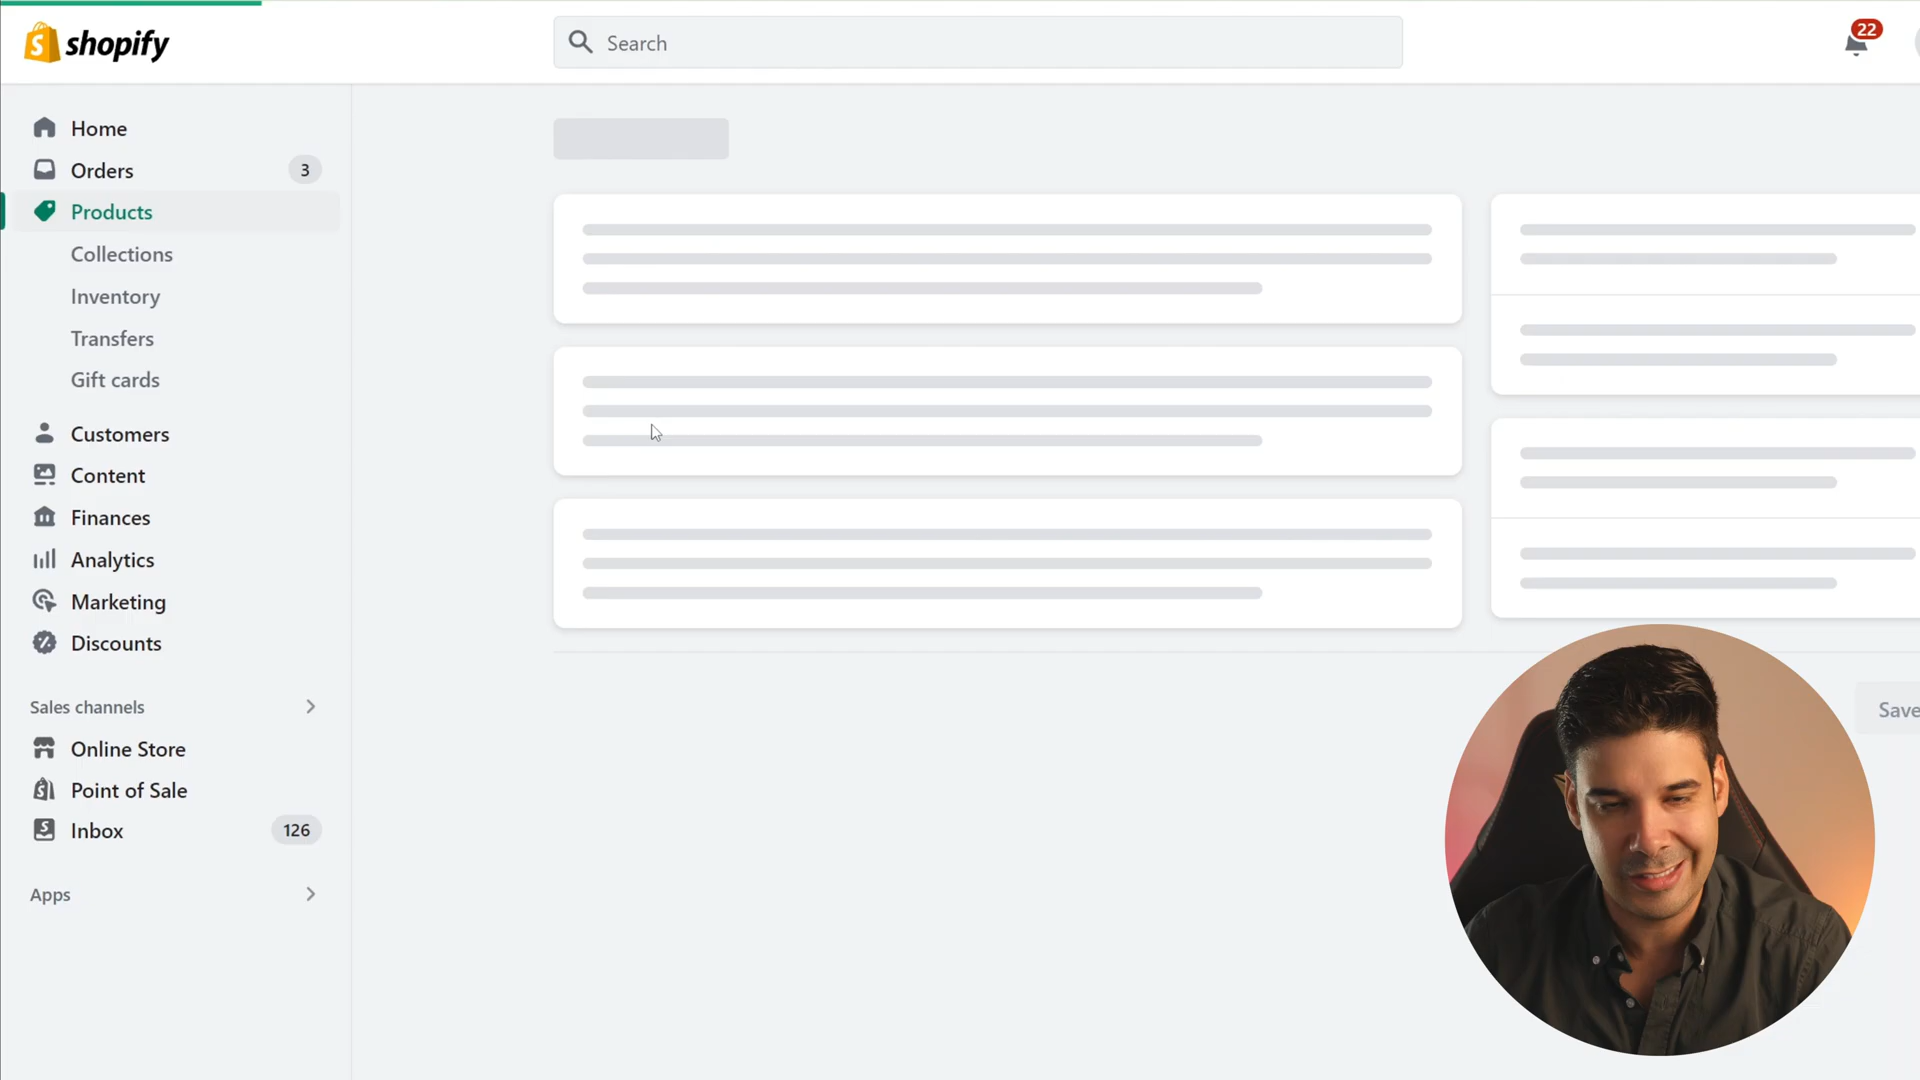 shopify
Search
22
Home
Orders 3
Products
Collections
Inventory
Transfers
Gift cards
Customers
Content
Finances
Analytics
Marketing
Discounts
Sales channels
Online Store
Point of Sale
Inbox 126
Apps
Save